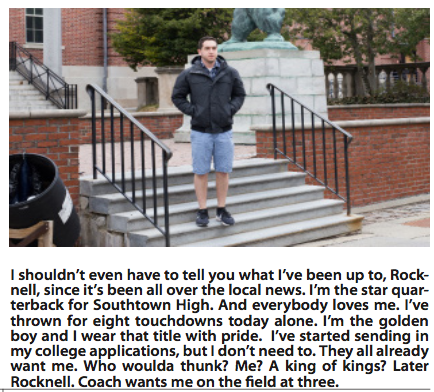 I shouldn't even have to tell you what I've been up to, Rock-
nell, since it's been all over the local news. I'm the star quar-
terback for Southtown High. And everybody loves me. I've
thrown for eight touchdowns today alone. I'm the golden
boy and I wear that title with pride.  I've started sending in
my college applications, but I don't need to. They all already
want me. Who woulda thunk? Me? A king of kings? Later
Rocknell. Coach wants me on the field at three.